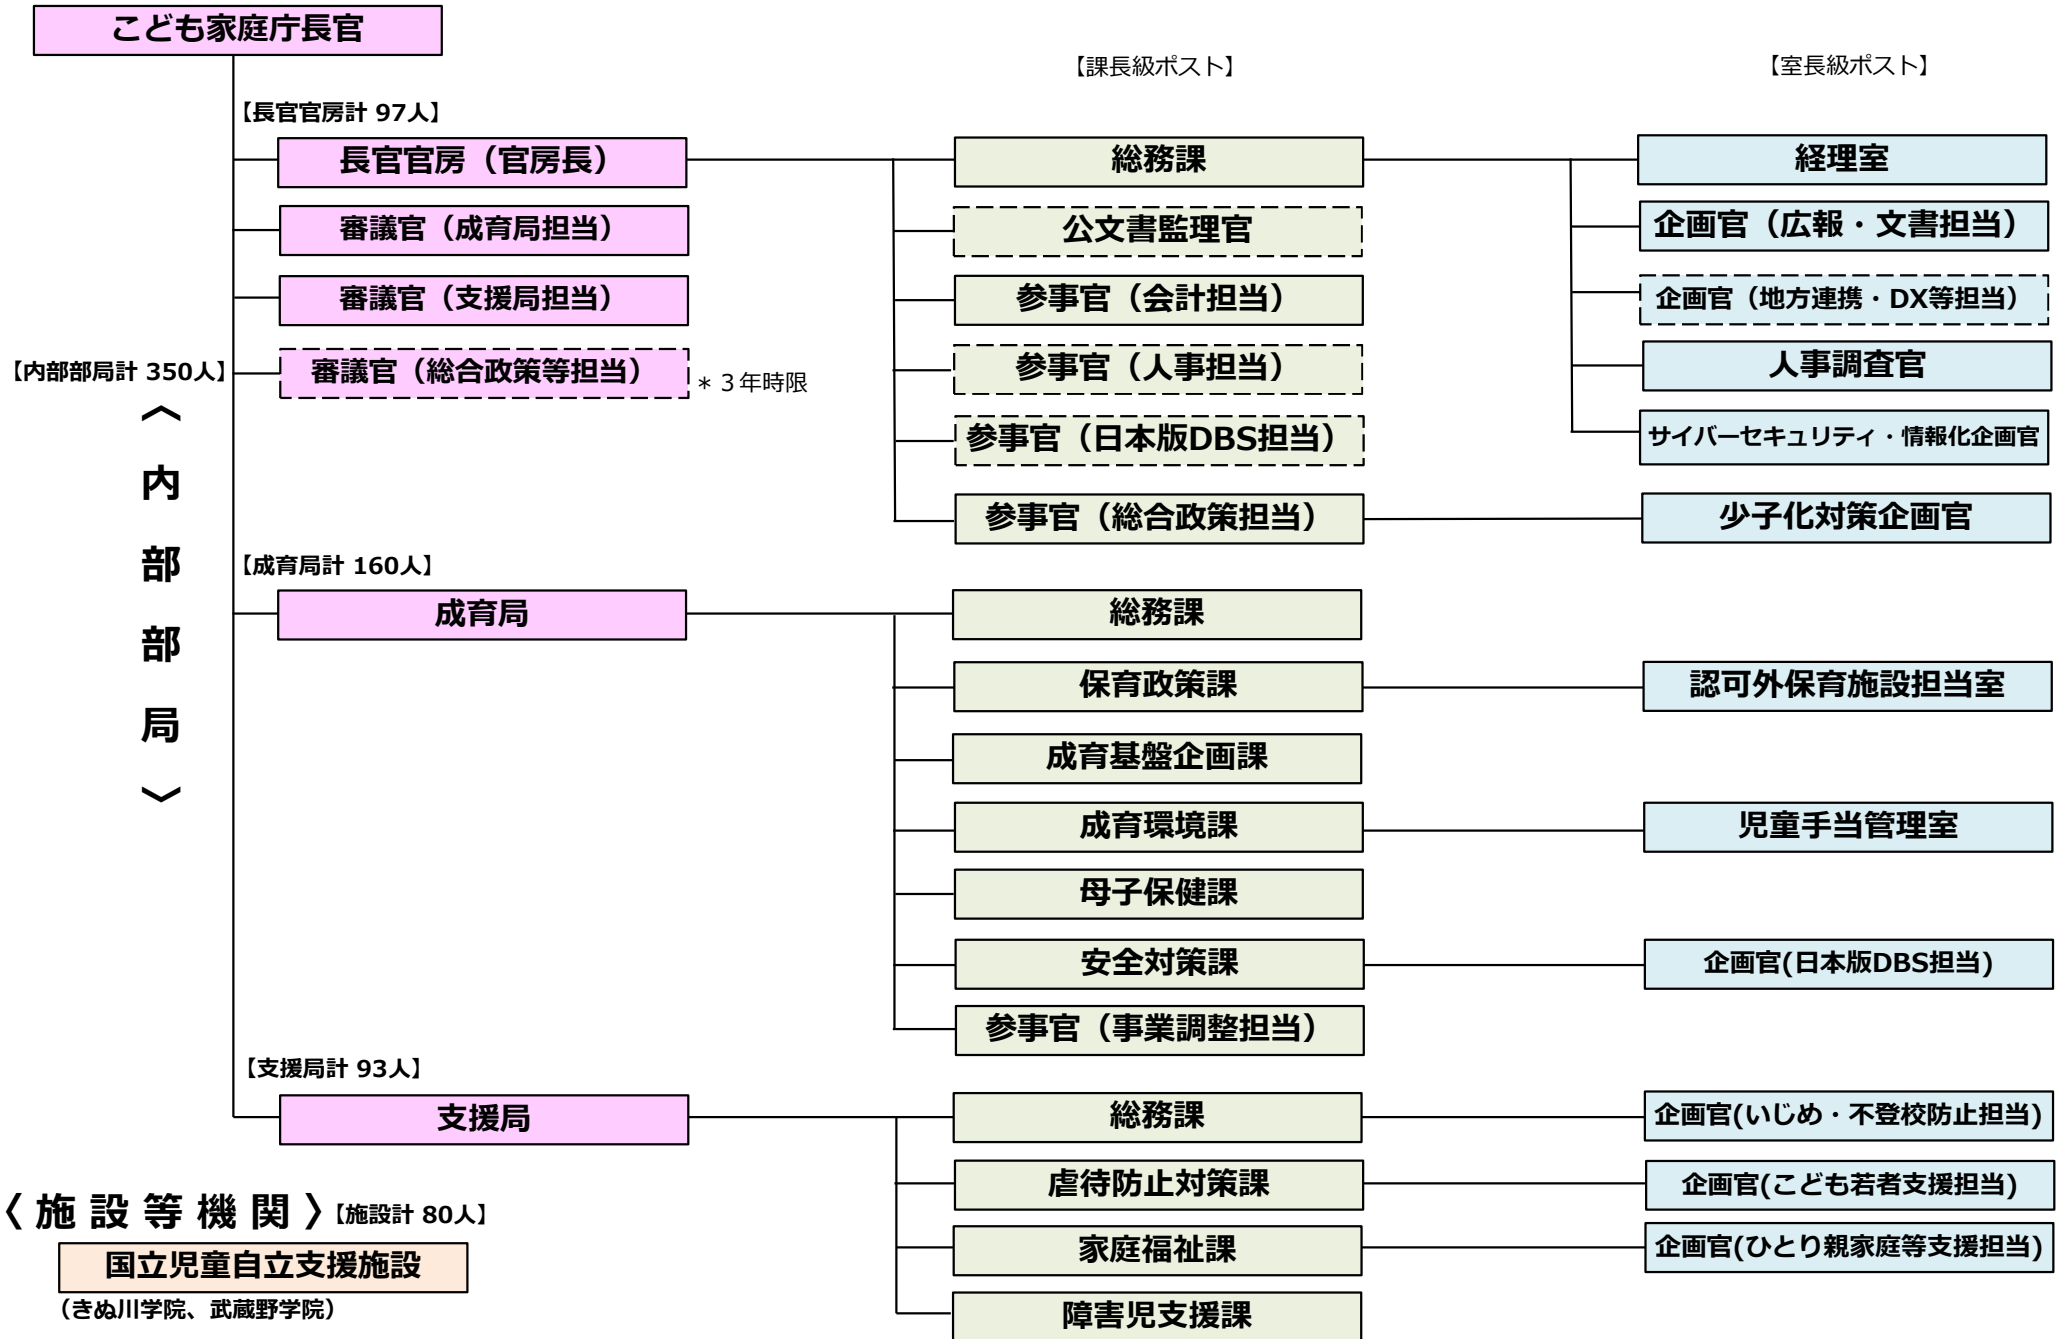 こども家庭庁長官
【課長級ポスト】
【室長級ポスト】
【長官官房計 97人】
長官官房（官房長）
総務課
経理室
審議官（成育局担当）
公文書監理官
企画官（広報・文書担当）
審議官（支援局担当）
参事官（会計担当）
企画官（地方連携・DX等担当）
【内部部局計 350人】
審議官（総合政策等担当）
＊３年時限
参事官（人事担当）
人事調査官
参事官（日本版DBS担当）
サイバーセキュリティ・情報化企画官
参事官（総合政策担当）
少子化対策企画官
〈内部部局〉
【成育局計 160人】
成育局
総務課
保育政策課
認可外保育施設担当室
成育基盤企画課
成育環境課
児童手当管理室
母子保健課
安全対策課
企画官(日本版DBS担当)
参事官（事業調整担当）
【支援局計 93人】
支援局
総務課
企画官(いじめ・不登校防止担当)
虐待防止対策課
企画官(こども若者支援担当)
家庭福祉課
企画官(ひとり親家庭等支援担当)
障害児支援課
〈施設等機関〉【施設計 80人】
国立児童自立支援施設
（きぬ川学院、武蔵野学院）